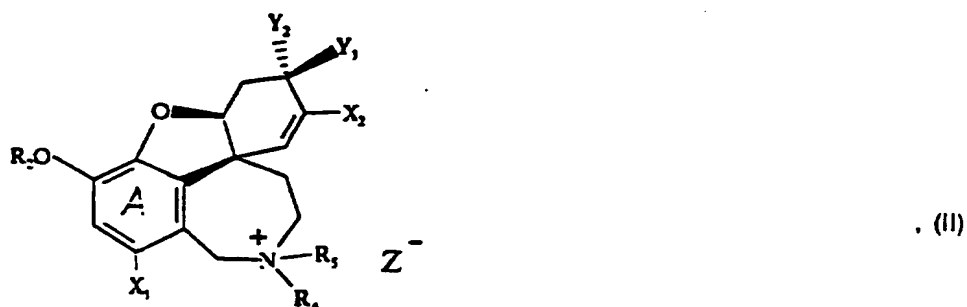 Y₂
Y₁
O
X₂
R₂O
A
+
N
R₅
Z⁻
X₁
R₄
, (II)